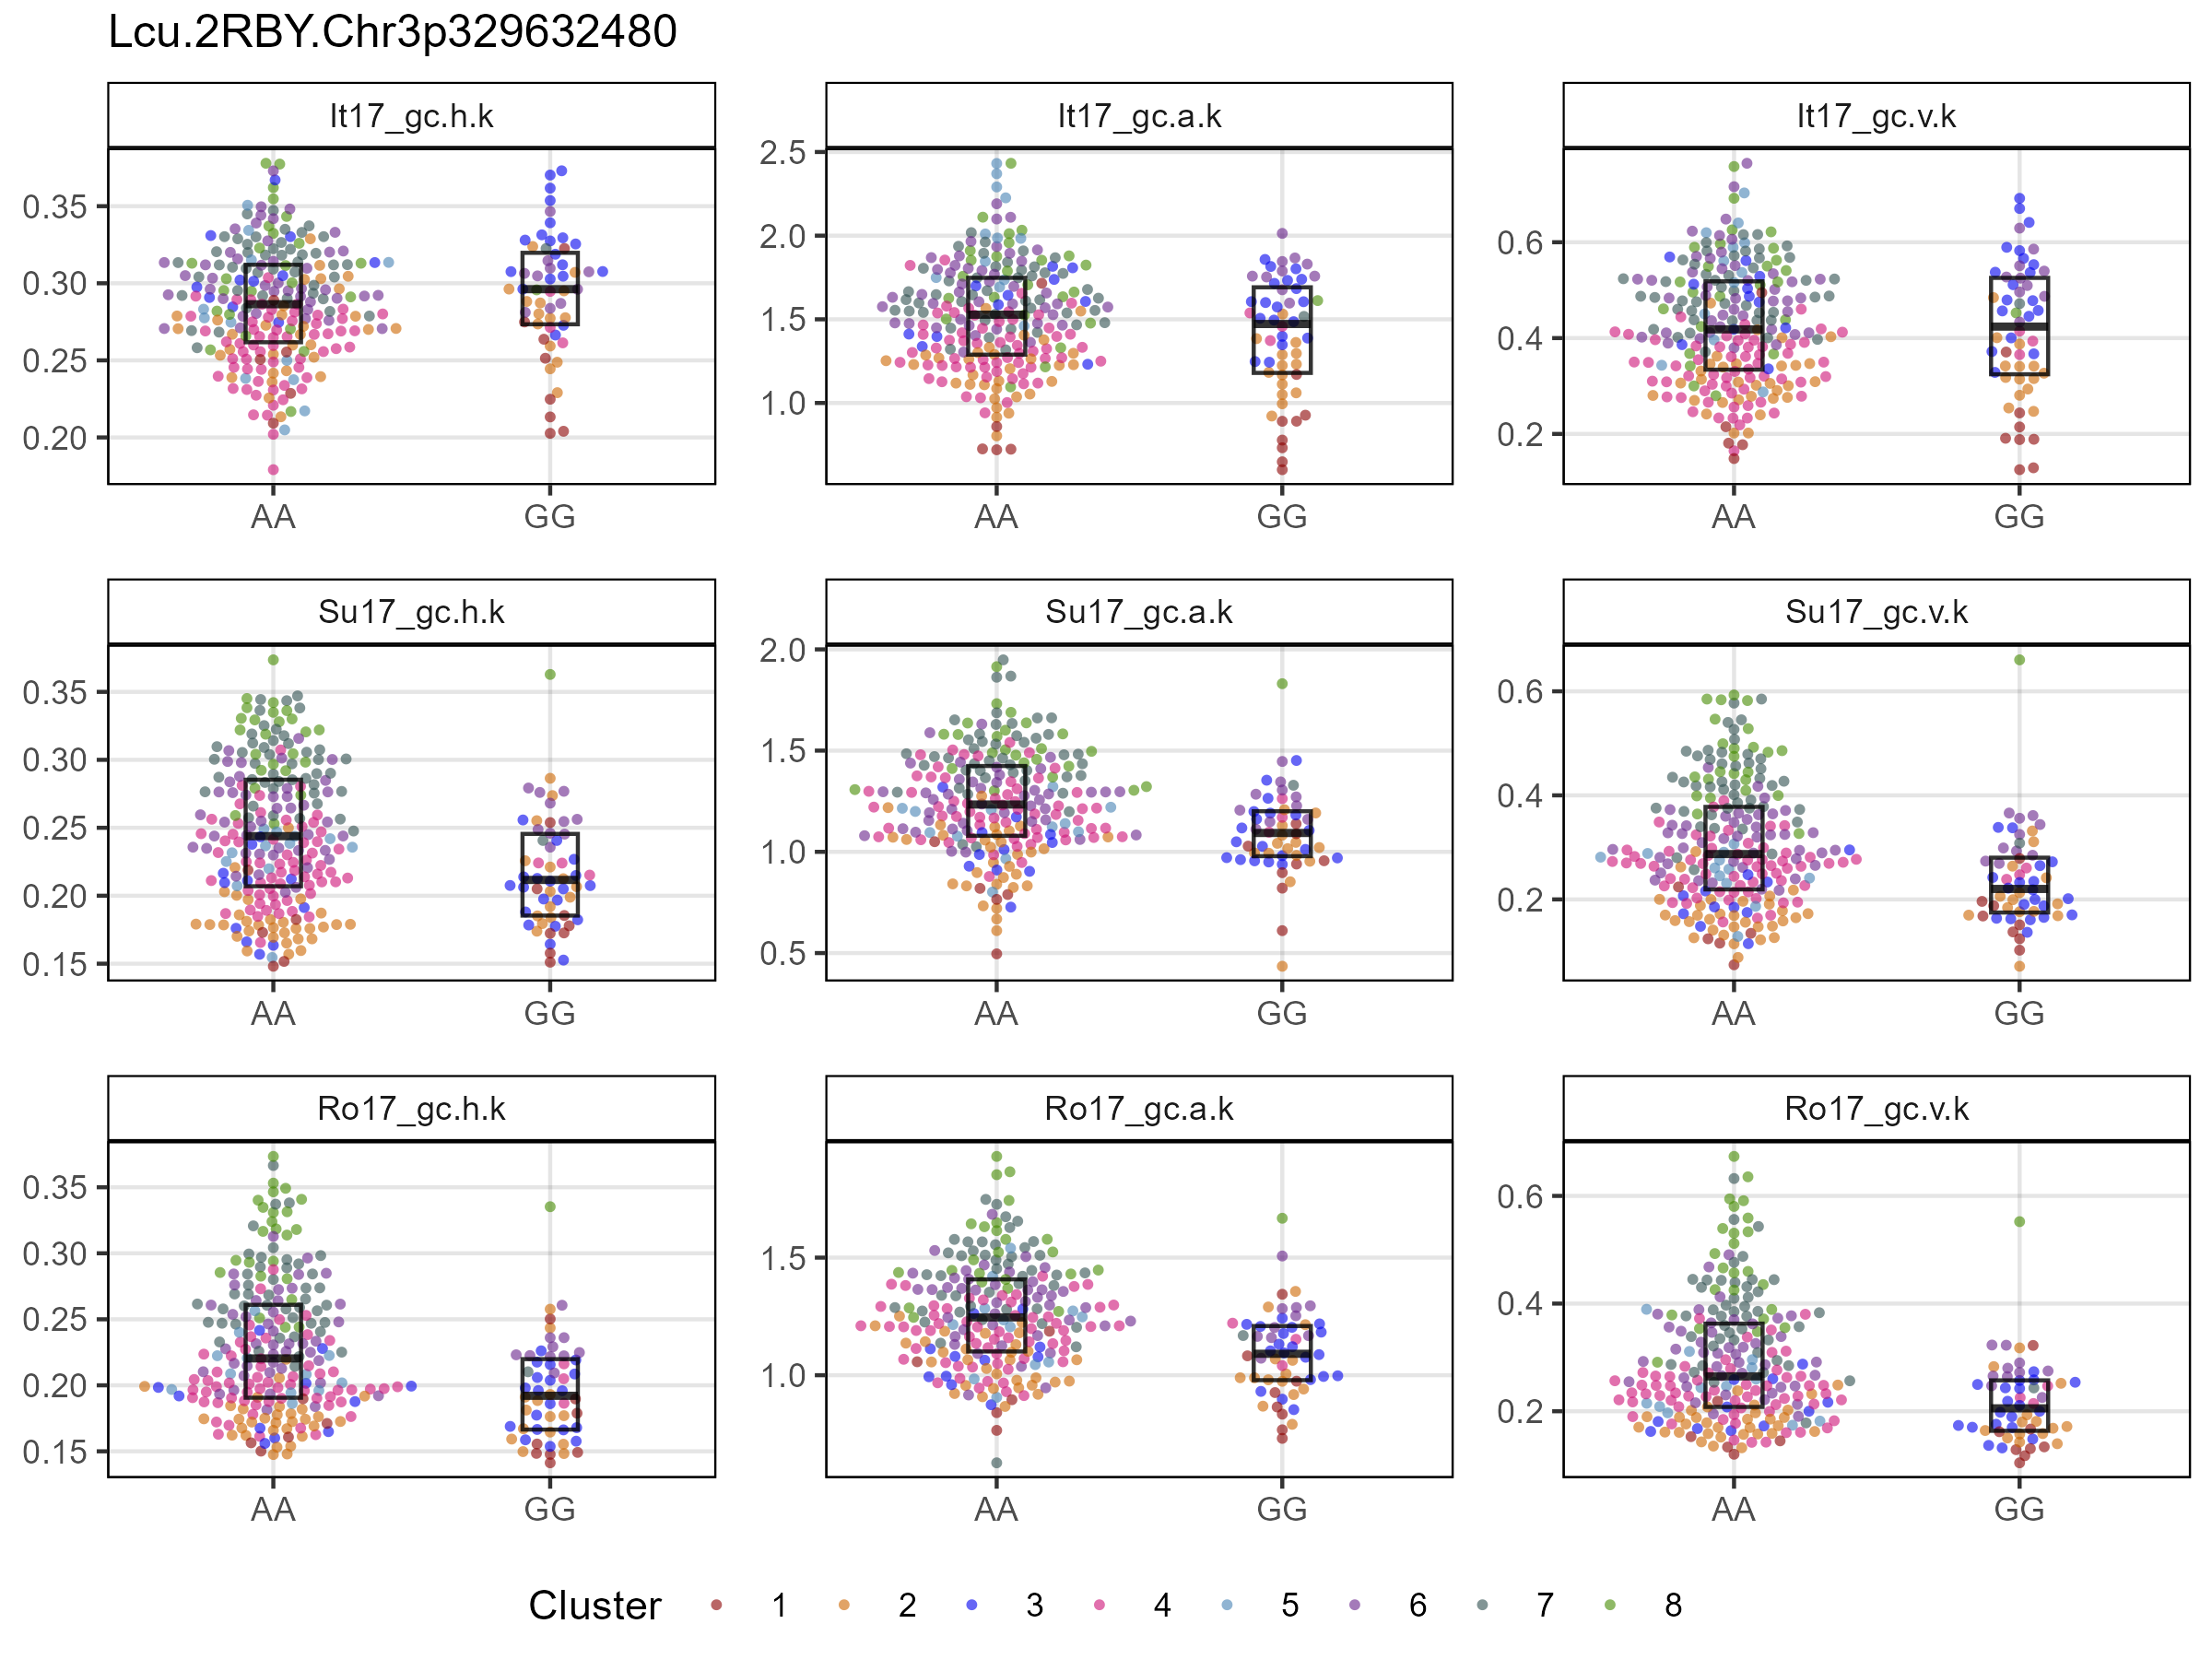 Lcu.2RBY.Chr3p329632480
It17_gc.h.k
It17_gc.a.k
It17_gc.v.k
0.35
0.30
0.25
0.20
2.5
2.0
1.5
1.0
0.6
0.4
0.2
AA
GG
AA
GG
AA
GG
Su17_gc.h.k
Su17_gc.a.k
Su17_gc.v.k
0.35
0.30
0.25
0.20
0.15
2.0
1.5
1.0
0.5
0.6
0.4
0.2
AA
GG
AA
GG
AA
GG
Ro17_gc.h.k
Ro17_gc.a.k
Ro17_gc.v.k
0.35
0.30
0.25
0.20
0.15
1.5
1.0
0.6
0.4
0.2
AA
GG
AA
GG
AA
GG
Cluster 1 2 3 4 5 6 7 8